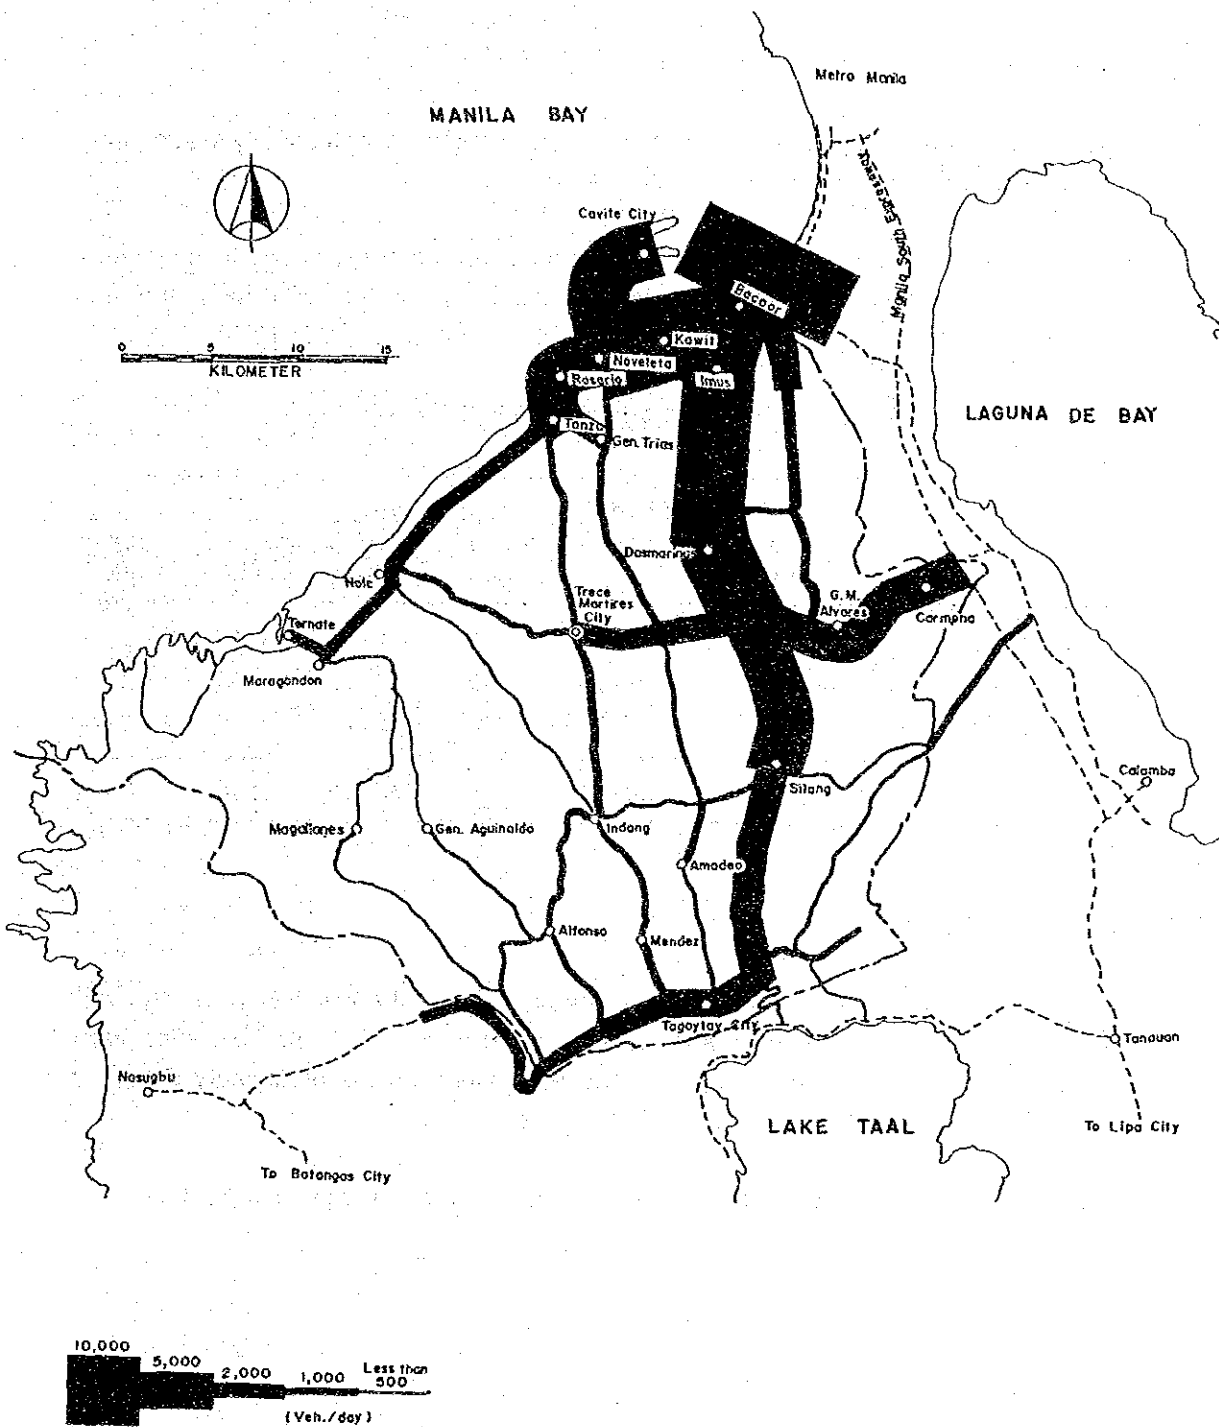 Metro Manila
MANILA BAY
Manila South Expressway
Cavite City
Bacoor
Kawit
0 10 15
KILOMETER
Noveleta
Rosario
Imus
LAGUNA DE BAY
Tanza
Gen. Trias
Dasmarinas
Naic
Trece
Martires
City
G. M.
Alvares
Carmona
Ternate
Maragondon
Calamba
Silang
Magallanes
Gen. Aguinaldo
Indang
Amadeo
Alfonso
Mendez
Tagaytay City
Tanauan
Nasugbu
LAKE TAAL
To Lipa City
To Batangas City
10,000
5,000
2,000
1,000
Less than
500
(Veh./day)